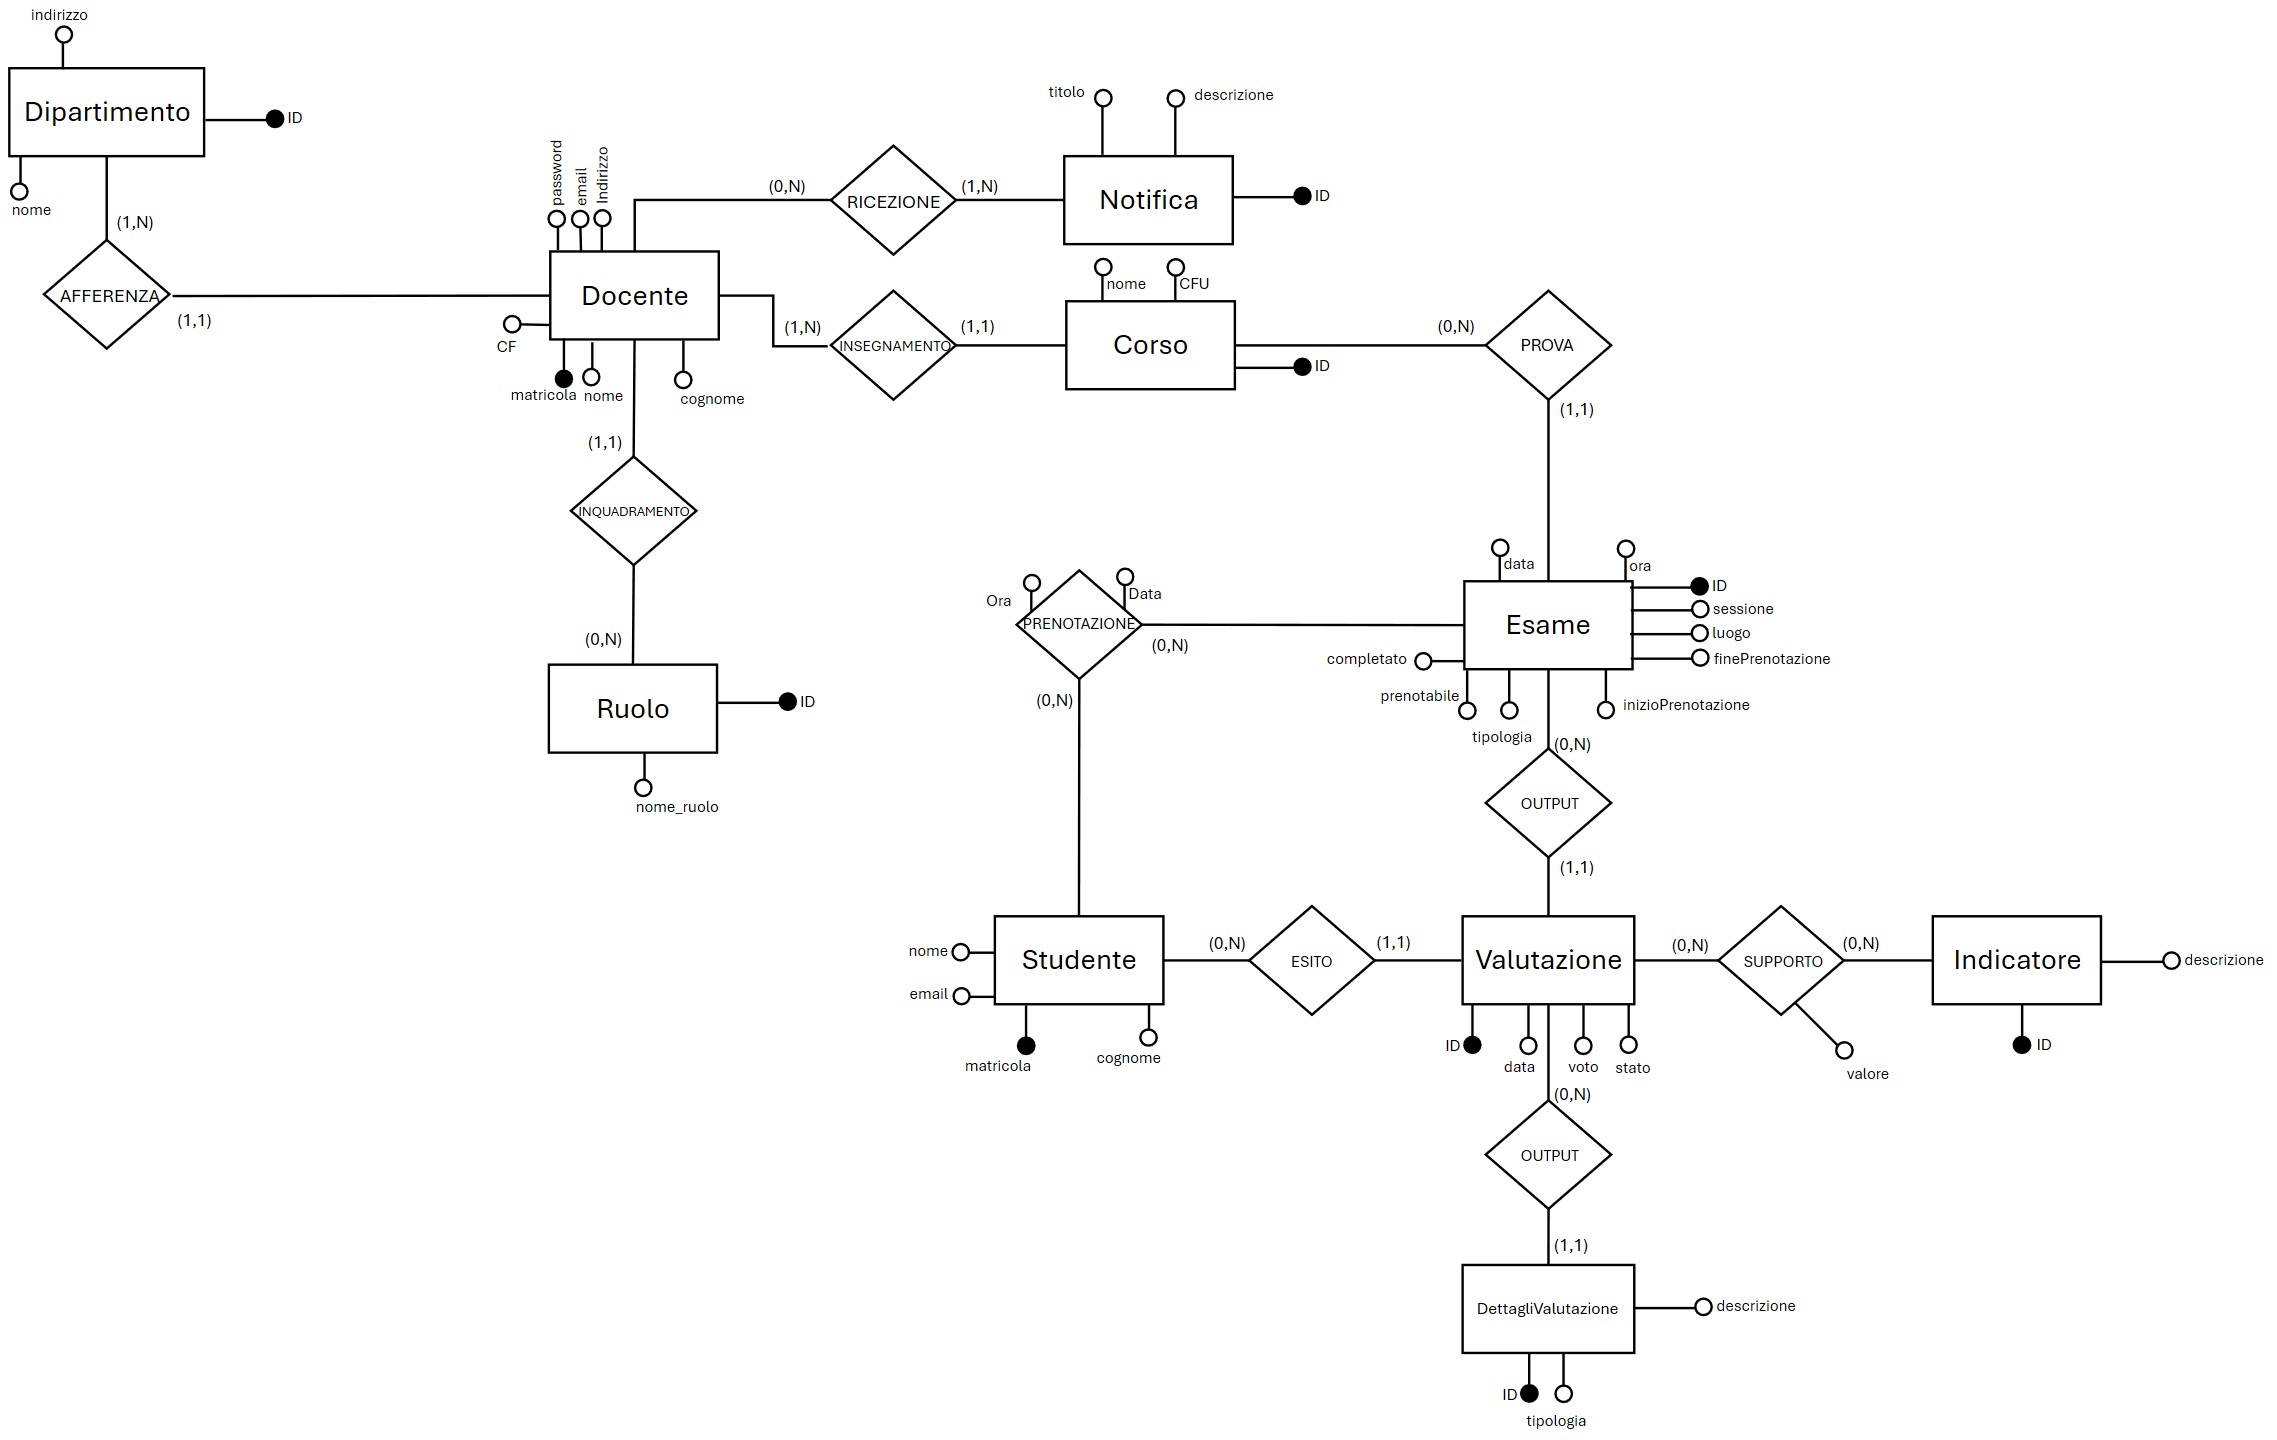 indirizzo
Dipartimento
ID
nome
(1,N)
AFFERENZA
(1,1)
password
email
Indirizzo
Docente
CF
matricola
nome
cognome
(0,N)
RICEZIONE
(1,N)
titolo
descrizione
Notifica
ID
(1,N)
INSEGNAMENTO
(1,1)
nome
CFU
Corso
ID
(0,N)
PROVA
(1,1)
(1,1)
INQUADRAMENTO
(0,N)
Ruolo
ID
nome_ruolo
data
ora
Esame
ID
sessione
luogo
finePrenotazione
completato
prenotabile
tipologia
inizioPrenotazione
Ora
Data
PRENOTAZIONE
(0,N)
(0,N)
(0,N)
OUTPUT
(1,1)
nome
email
Studente
matricola
cognome
(0,N)
ESITO
(1,1)
Valutazione
ID
data
voto
stato
(0,N)
SUPPORTO
(0,N)
valore
Indicatore
descrizione
ID
(0,N)
OUTPUT
(1,1)
DettagliValutazione
descrizione
ID
tipologia